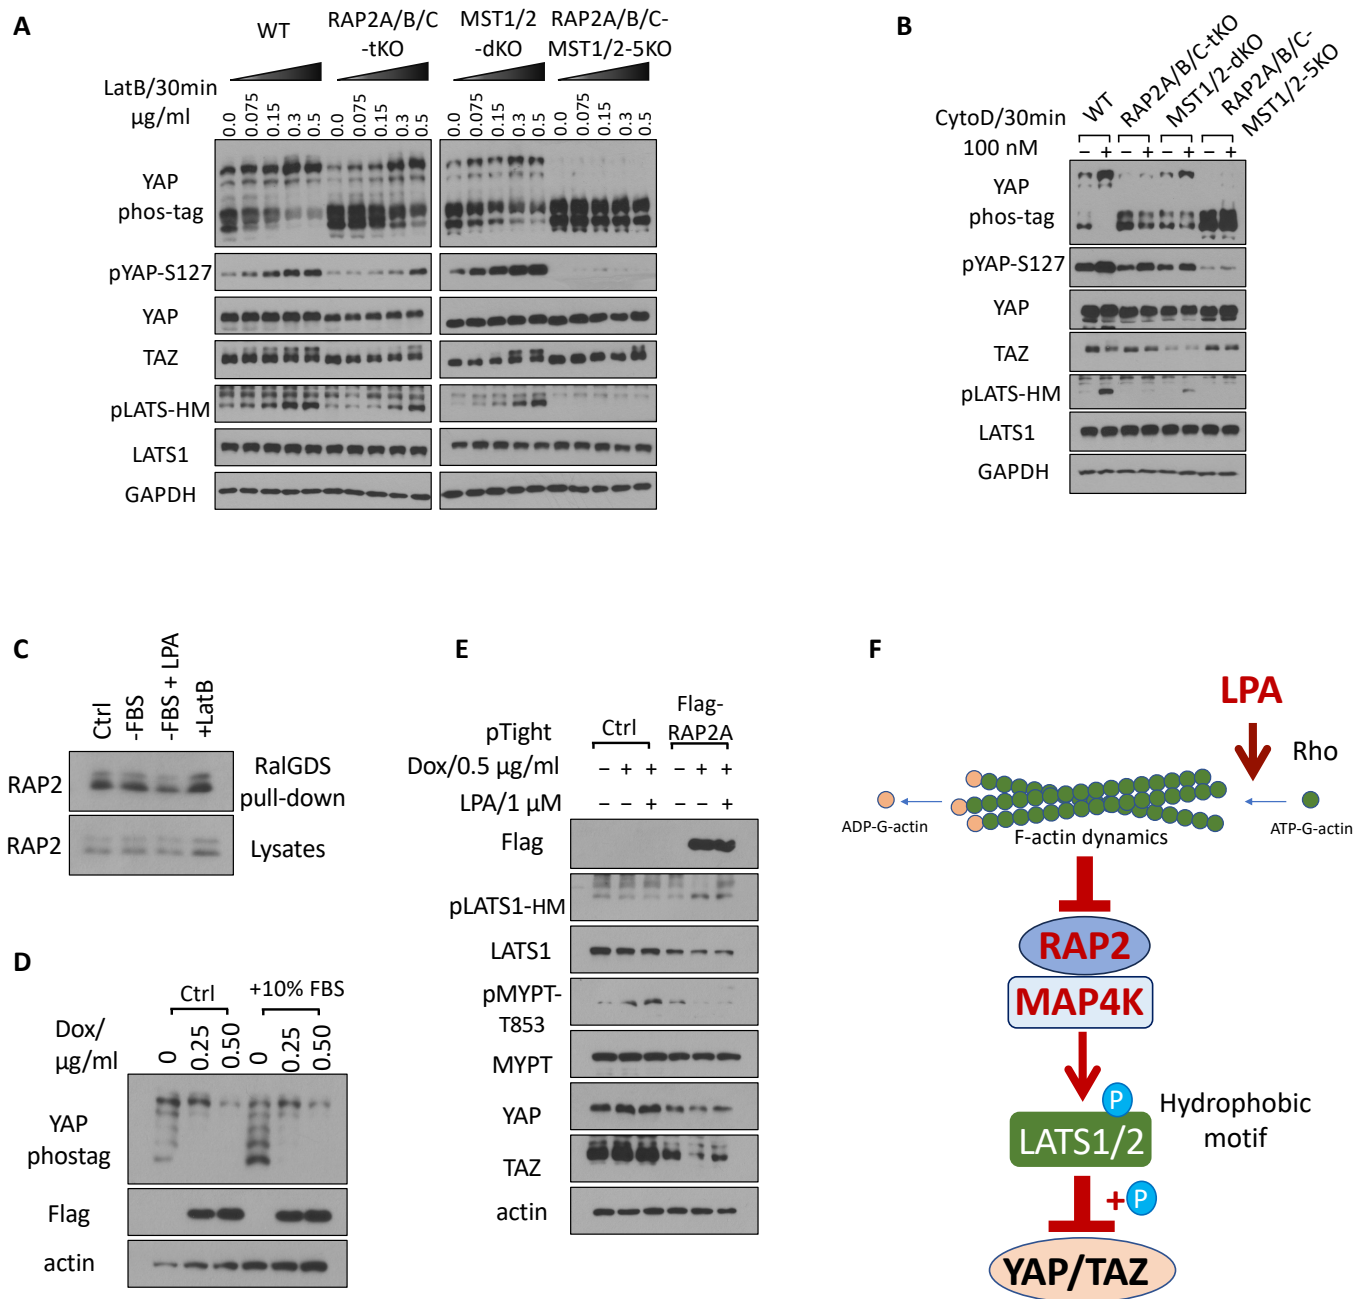 A
WT
RAP2A/B/C
-tKO
MST1/2
-dKO
RAP2A/B/C-
MST1/2-5KO
LatB/30min
µg/ml
0.0
0.075
0.15
0.3
0.5
0.0
0.075
0.15
0.3
0.5
0.0
0.075
0.15
0.3
0.5
0.0
0.075
0.15
0.3
0.5
YAP
phos-tag
pYAP-S127
YAP
TAZ
pLATS-HM
LATS1
GAPDH
B
WT
RAP2A/B/C-tKO
MST1/2-dKO
RAP2A/B/C-
MST1/2-5KO
CytoD/30min
100 nM
– + – + – + – +
YAP
phos-tag
pYAP-S127
YAP
TAZ
pLATS-HM
LATS1
GAPDH
C
Ctrl
-FBS
-FBS + LPA
+LatB
RAP2
RalGDS
pull-down
RAP2
Lysates
D
Ctrl
+10% FBS
Dox/
µg/ml
0
0.25
0.50
0
0.25
0.50
YAP
phostag
Flag
actin
E
pTight
Ctrl
Flag-
RAP2A
Dox/0.5 µg/ml
– + + – + +
LPA/1 µM
– – + – – +
Flag
pLATS1-HM
LATS1
pMYPT-
T853
MYPT
YAP
TAZ
actin
F
LPA
Rho
ADP-G-actin
F-actin dynamics
ATP-G-actin
RAP2
MAP4K
P
Hydrophobic
motif
LATS1/2
+P
YAP/TAZ